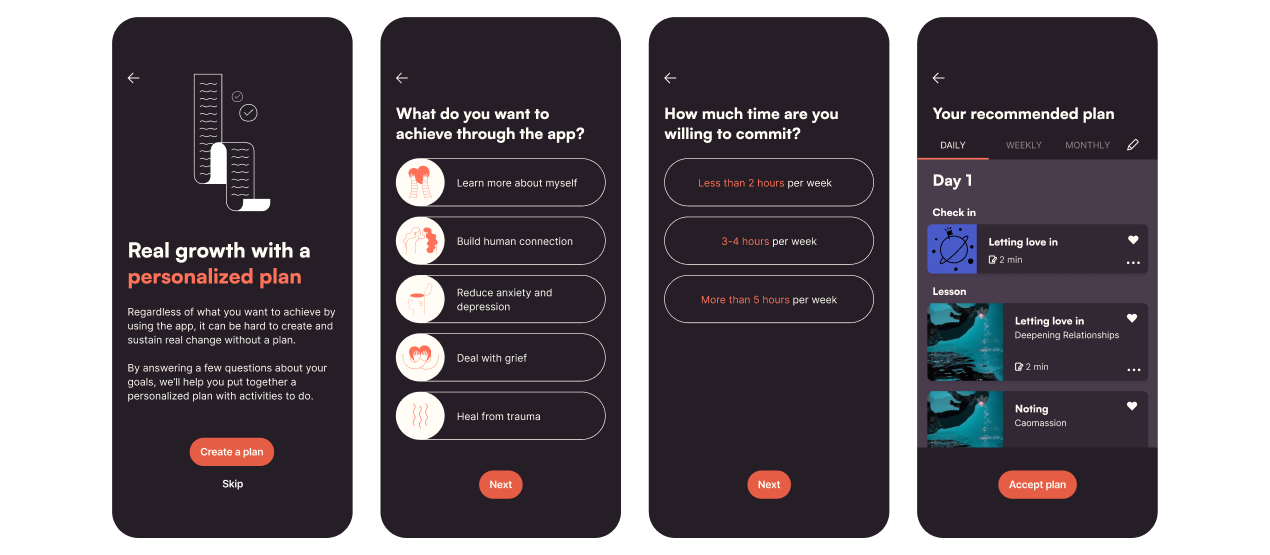 Real growth with a
personalized plan
Regardless of what you want to achieve by
using the app, it can be hard to create and
sustain real change without a plan.
By answering a few questions about your
goals, we'll help you put together a
personalized plan with activities to do.
Create a plan
Skip
What do you want to
achieve through the app?
Learn more about myself
Build human connection
Reduce anxiety and
depression
Deal with grief
Heal from trauma
Next
How much time are you
willing to commit?
Less than 2 hours per week
3-4 hours per week
More than 5 hours per week
Next
Your recommended plan
DAILY WEEKLY MONTHLY
Day 1
Check in
Letting love in
2 min
Lesson
Letting love in
Deepening Relationships
2 min
Noting
Caomassion
Accept plan